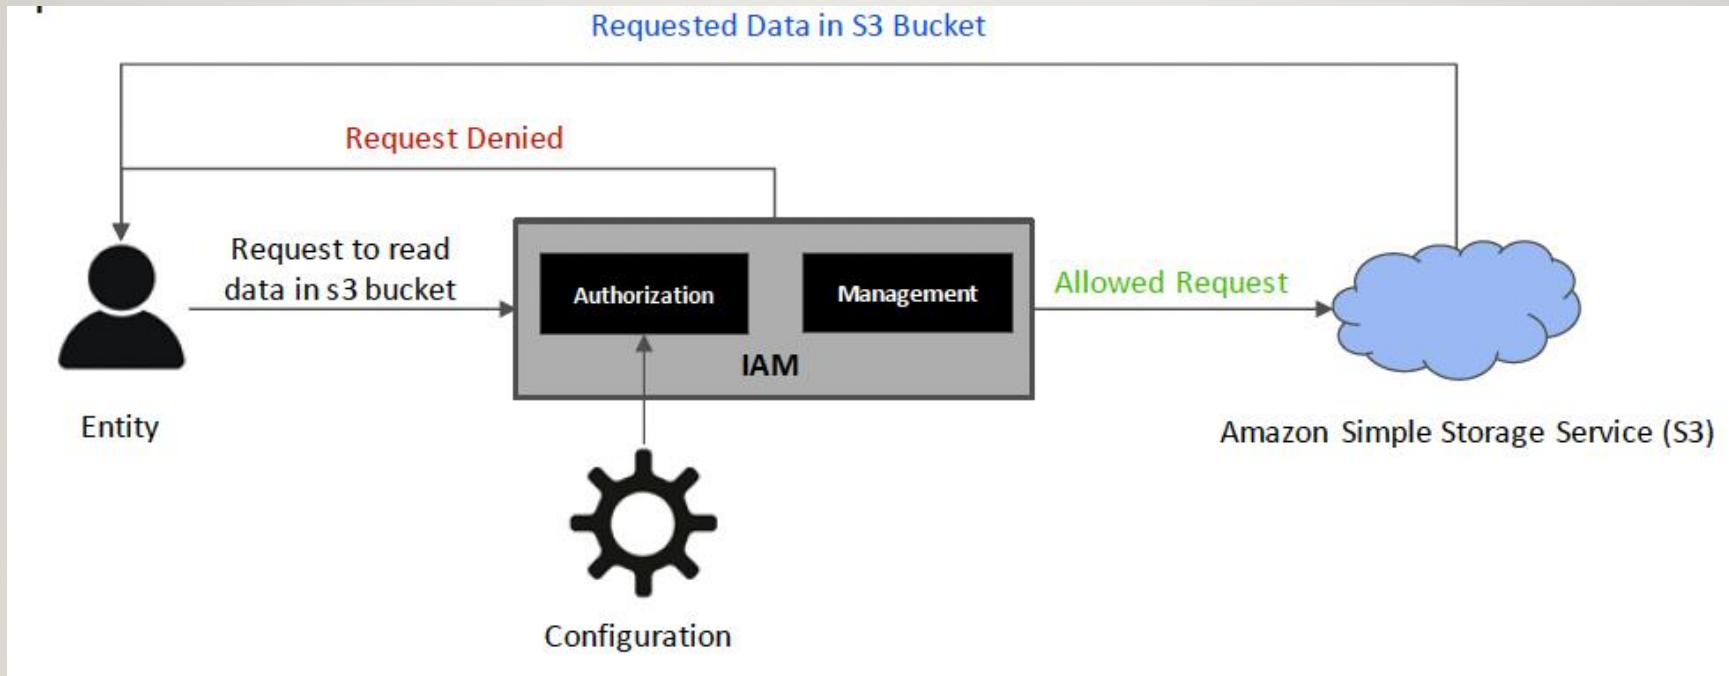 Requested Data in S3 Bucket
Request Denied
Request to read
data in s3 bucket
Authorization
Management
IAM
Allowed Request
Entity
Amazon Simple Storage Service (S3)
Configuration